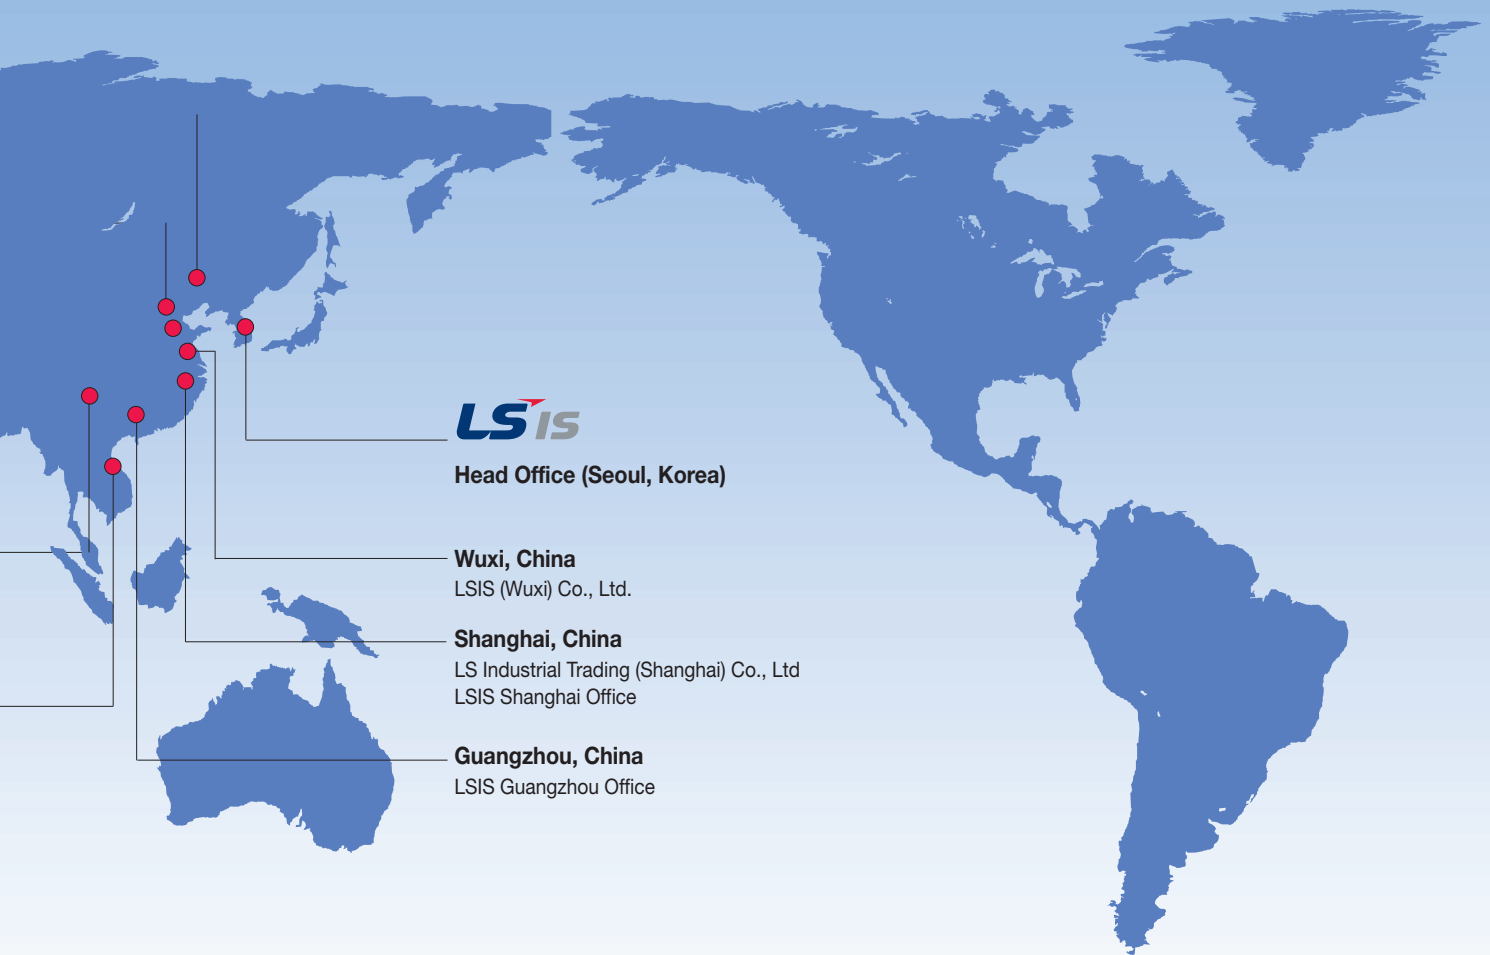 LSIS
Head Office (Seoul, Korea)
Wuxi, China
LSIS (Wuxi) Co., Ltd.
Shanghai, China
LS Industrial Trading (Shanghai) Co., Ltd
LSIS Shanghai Office
Guangzhou, China
LSIS Guangzhou Office